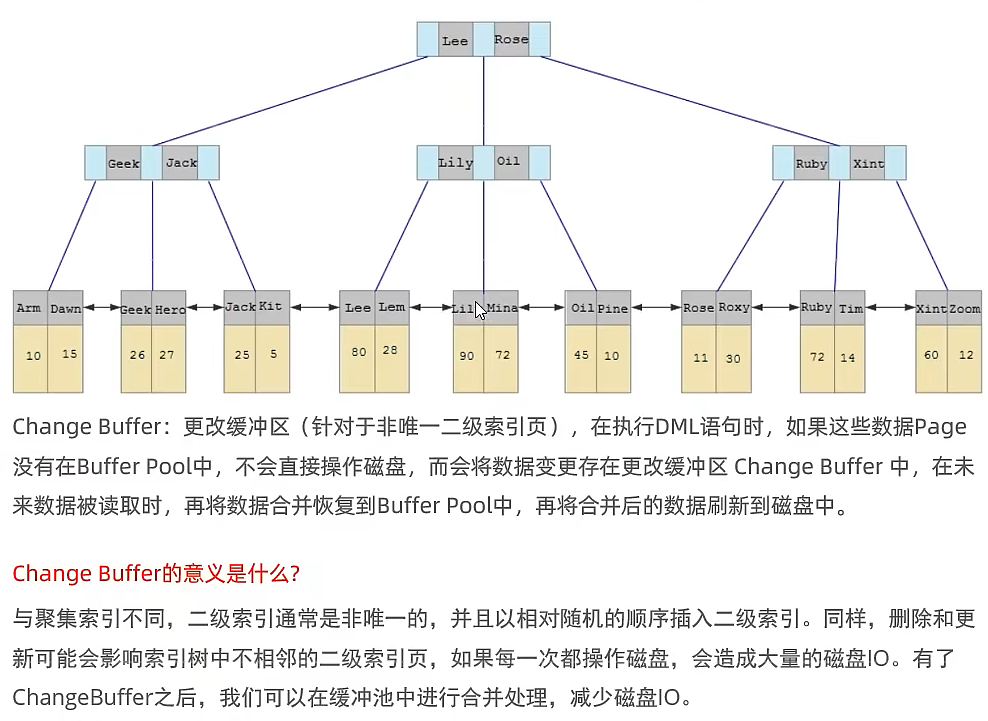 Lee Rose
Geek Jack Lily Oil Ruby Xint
Arm Dawn Geek Hero Jack Kit Lee Lem Mina Oil Pine Rose Roxy Ruby Tim Xint Zoom
10 15 26 27 25 5 80 28 90 72 45 10 11 30 72 14 60 12
Change Buffer：更改缓冲区（针对于非唯一二级索引页），在执行DML语句时，如果这些数据Page
没有在Buffer Pool中，不会直接操作磁盘，而会将数据变更存在更改缓冲区 Change Buffer 中，在未
来数据被读取时，再将数据合并恢复到Buffer Pool中，再将合并后的数据刷新到磁盘中。
Change Buffer的意义是什么?
与聚集索引不同，二级索引通常是非唯一的，并且以相对随机的顺序插入二级索引。同样，删除和更
新可能会影响索引树中不相邻的二级索引页，如果每一次都操作磁盘，会造成大量的磁盘IO。有了
ChangeBuffer之后，我们可以在缓冲池中进行合并处理，减少磁盘IO。